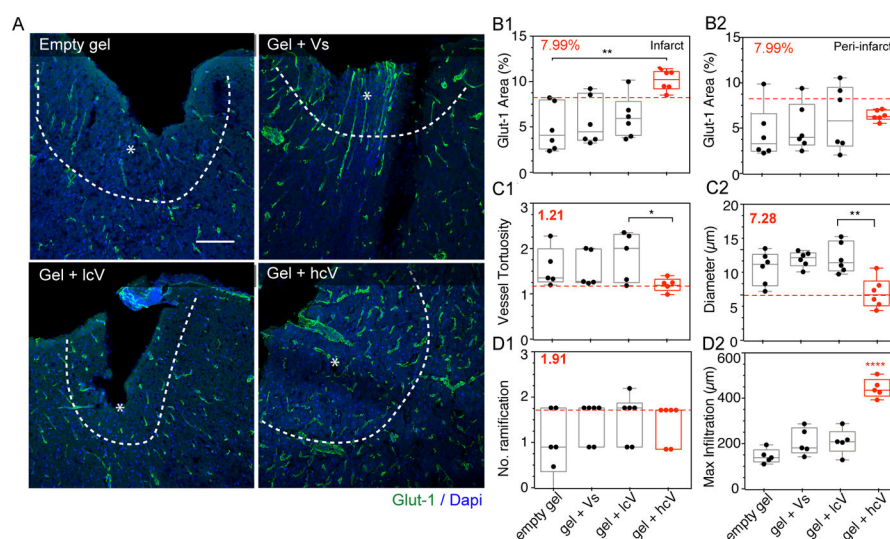 A
Empty gel
Gel + Vs
Gel + lcV
Gel + hcV
Glut-1 / Dapi
B1
7.99%
**
Infarct
Glut-1 Area (%)
15
10
5
0
B2
7.99%
Peri-infarct
Glut-1 Area (%)
15
10
5
0
C1
1.21
*
Vessel Tortuosity
3
2
1
0
C2
7.28
**
Diameter (µm)
20
15
10
5
0
D1
1.91
No. ramification
3
2
1
0
empty gel
gel + Vs
gel + lcV
gel + hcV
D2
****
Max Infiltration (µm)
600
400
200
0
empty gel
gel + Vs
gel + lcV
gel + hcV